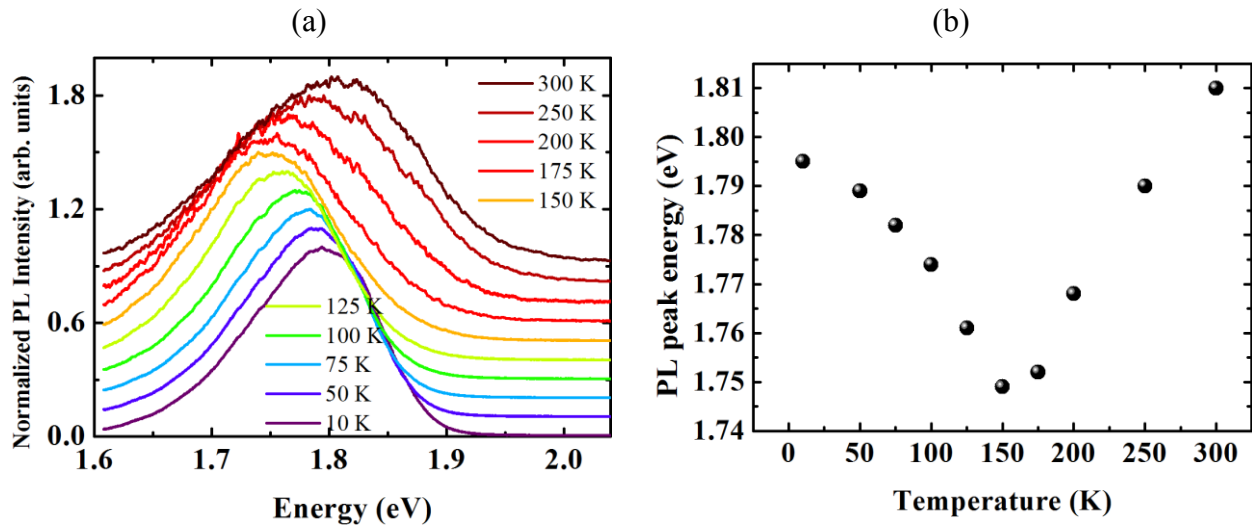 (a)
Normalized PL Intensity (arb. units)
1.8
1.2
0.6
0.0
300 K
250 K
200 K
175 K
150 K
125 K
100 K
75 K
50 K
10 K
1.6 1.7 1.8 1.9 2.0
Energy (eV)
(b)
PL peak energy (eV)
1.81
1.80
1.79
1.78
1.77
1.76
1.75
1.74
0 50 100 150 200 250 300
Temperature (K)